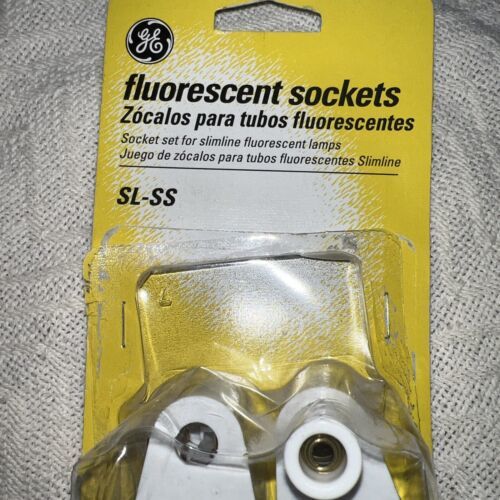 GE
fluorescent sockets
Zócalos para tubos fluorescentes
Socket set for slimline fluorescent lamps
Juego de zócalos para tubos fluorescentes Slimline
SL-SS